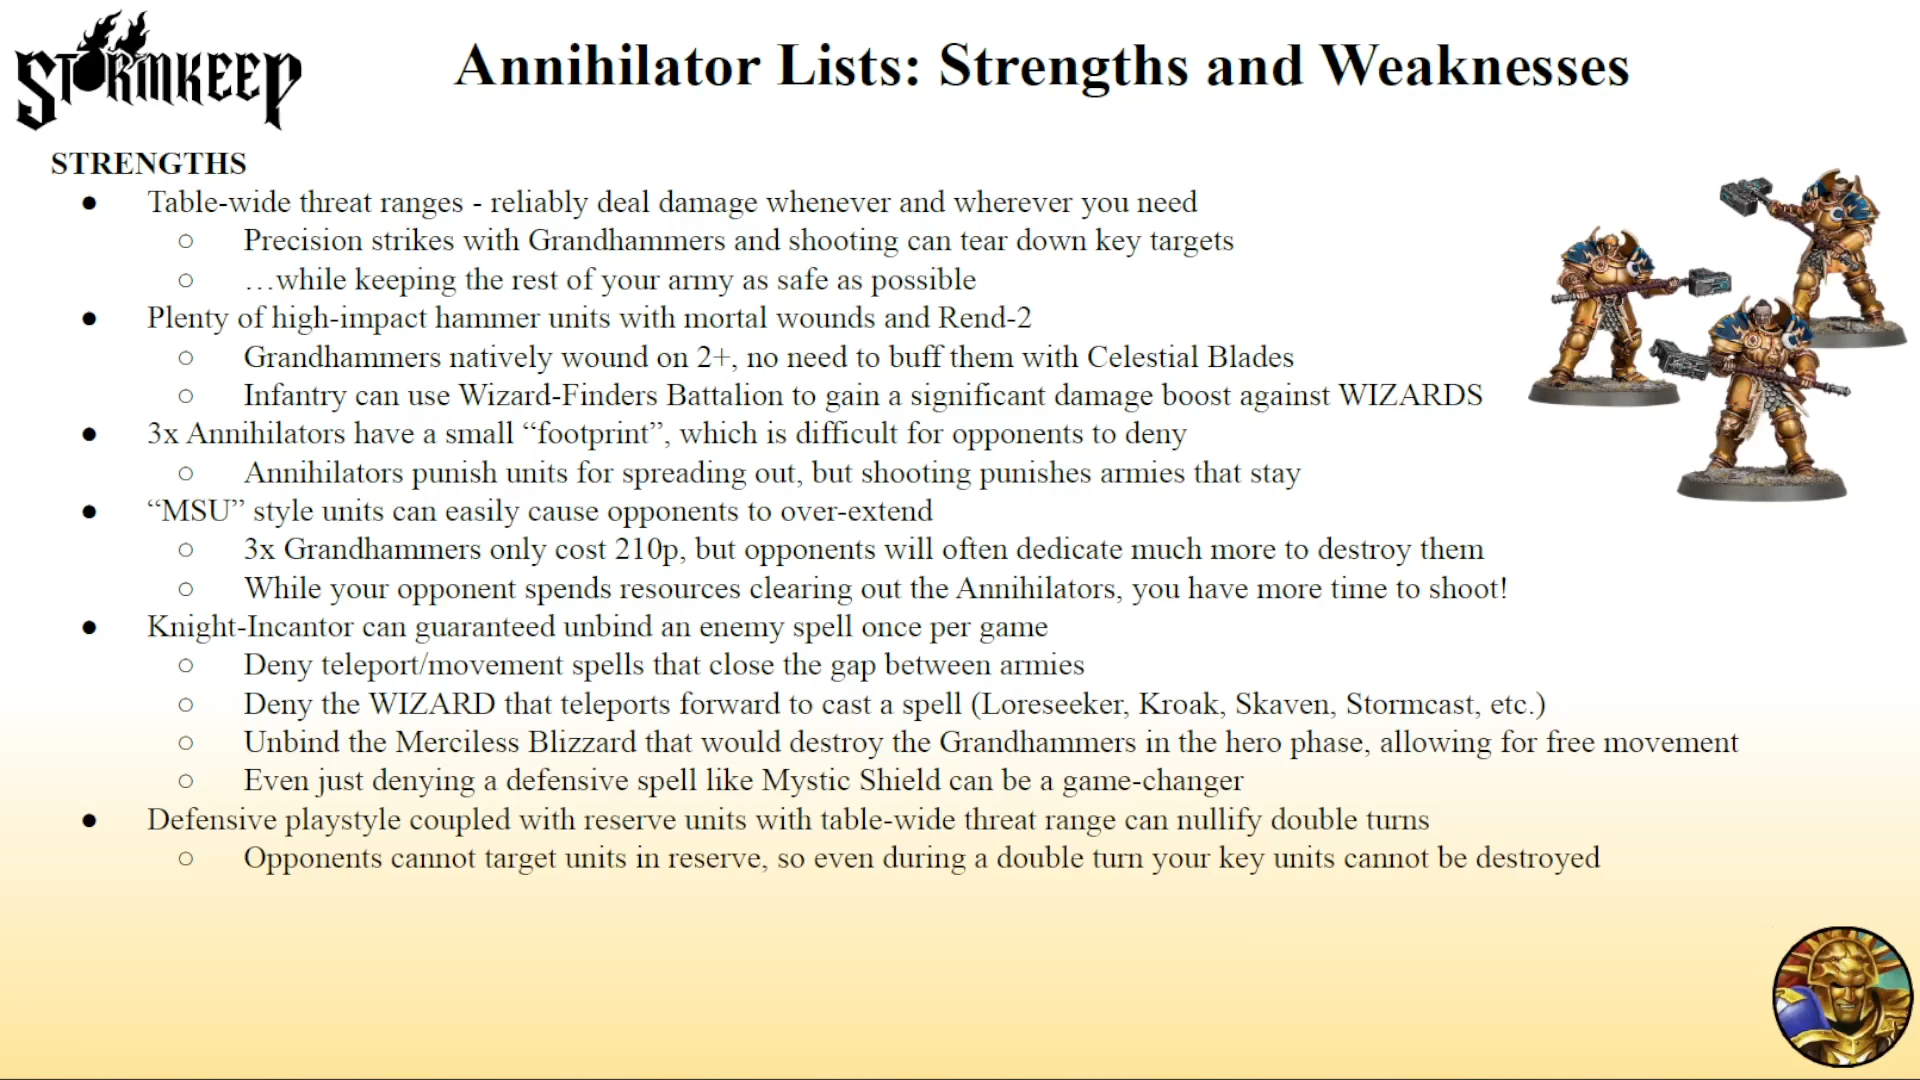 STORMKEEP
Annihilator Lists: Strengths and Weaknesses
STRENGTHS
● Table-wide threat ranges - reliably deal damage whenever and wherever you need
○ Precision strikes with Grandhammers and shooting can tear down key targets
○ …while keeping the rest of your army as safe as possible
● Plenty of high-impact hammer units with mortal wounds and Rend-2
○ Grandhammers natively wound on 2+, no need to buff them with Celestial Blades
○ Infantry can use Wizard-Finders Battalion to gain a significant damage boost against WIZARDS
● 3x Annihilators have a small “footprint”, which is difficult for opponents to deny
○ Annihilators punish units for spreading out, but shooting punishes armies that stay
● “MSU” style units can easily cause opponents to over-extend
○ 3x Grandhammers only cost 210p, but opponents will often dedicate much more to destroy them
○ While your opponent spends resources clearing out the Annihilators, you have more time to shoot!
● Knight-Incantor can guaranteed unbind an enemy spell once per game
○ Deny teleport/movement spells that close the gap between armies
○ Deny the WIZARD that teleports forward to cast a spell (Loreseeker, Kroak, Skaven, Stormcast, etc.)
○ Unbind the Merciless Blizzard that would destroy the Grandhammers in the hero phase, allowing for free movement
○ Even just denying a defensive spell like Mystic Shield can be a game-changer
● Defensive playstyle coupled with reserve units with table-wide threat range can nullify double turns
○ Opponents cannot target units in reserve, so even during a double turn your key units cannot be destroyed